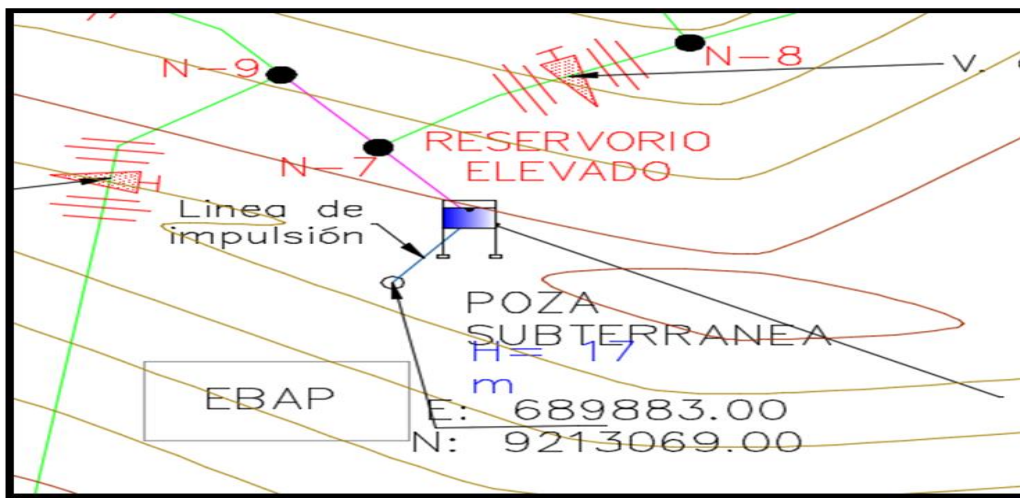 N-8
V.
N-9
RESERVORIO
ELEVADO
N-7
Linea de
impulsión
POZA
SUBTERRANEA
H= 17
m
EBAP
E: 689883.00
N: 9213069.00